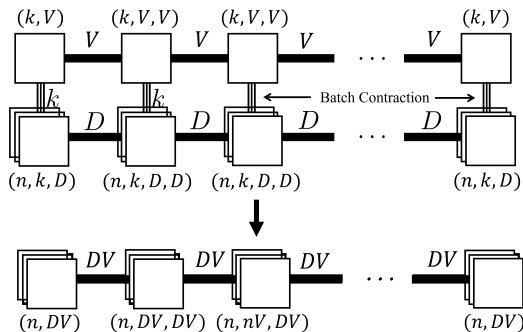 (k, V) (k, V, V) (k, V, V) (k, V)
V V V ⋯ V
k k Batch Contraction
D D D ⋯ D
(n, k, D) (n, k, D, D) (n, k, D, D) (n, k, D)
DV DV DV ⋯ DV
(n, DV) (n, DV, DV) (n, nV, DV) (n, DV)